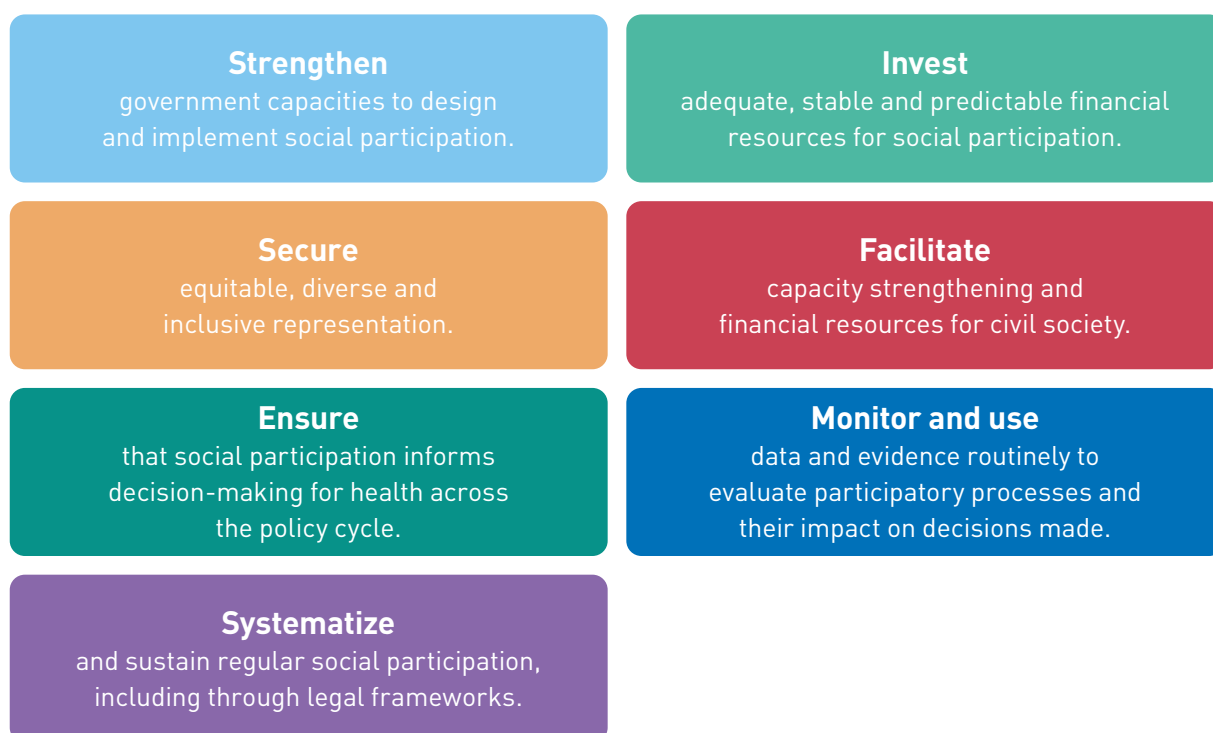 Strengthen
government capacities to design
and implement social participation.
Invest
adequate, stable and predictable financial
resources for social participation.
Secure
equitable, diverse and
inclusive representation.
Facilitate
capacity strengthening and
financial resources for civil society.
Ensure
that social participation informs
decision-making for health across
the policy cycle.
Monitor and use
data and evidence routinely to
evaluate participatory processes and
their impact on decisions made.
Systematize
and sustain regular social participation,
including through legal frameworks.